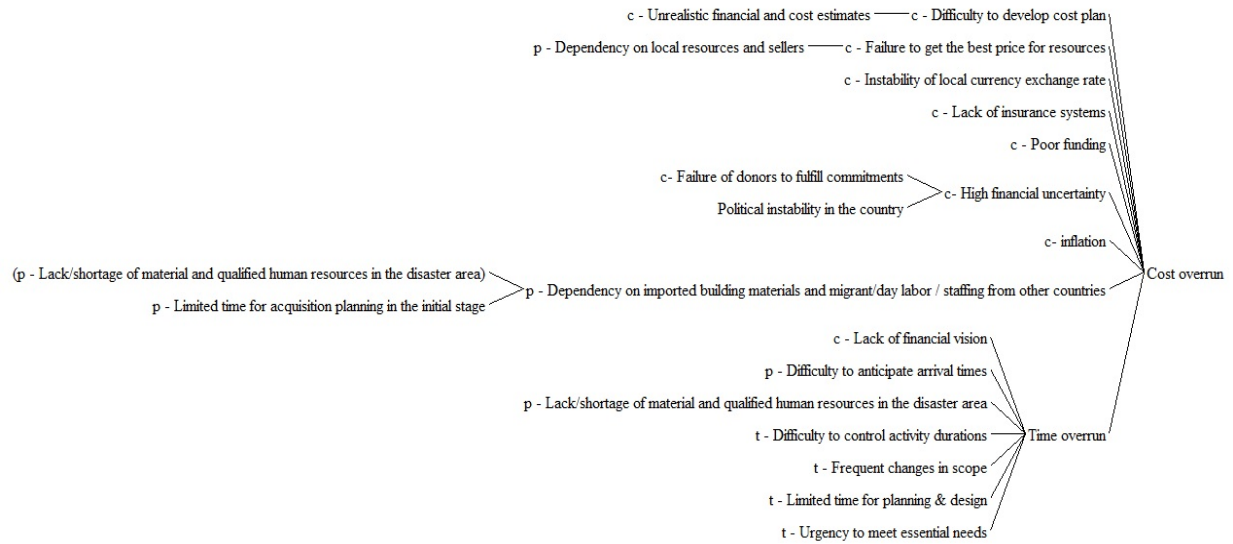 c - Unrealistic financial and cost estimates
c - Difficulty to develop cost plan
p - Dependency on local resources and sellers
c - Failure to get the best price for resources
c - Instability of local currency exchange rate
c - Lack of insurance systems
c - Poor funding
c- Failure of donors to fulfill commitments
Political instability in the country
c- High financial uncertainty
c- inflation
(p - Lack/shortage of material and qualified human resources in the disaster area)
p - Limited time for acquisition planning in the initial stage
p - Dependency on imported building materials and migrant/day labor / staffing from other countries
Cost overrun
c - Lack of financial vision
p - Difficulty to anticipate arrival times
p - Lack/shortage of material and qualified human resources in the disaster area
t - Difficulty to control activity durations
t - Frequent changes in scope
t - Limited time for planning & design
t - Urgency to meet essential needs
Time overrun